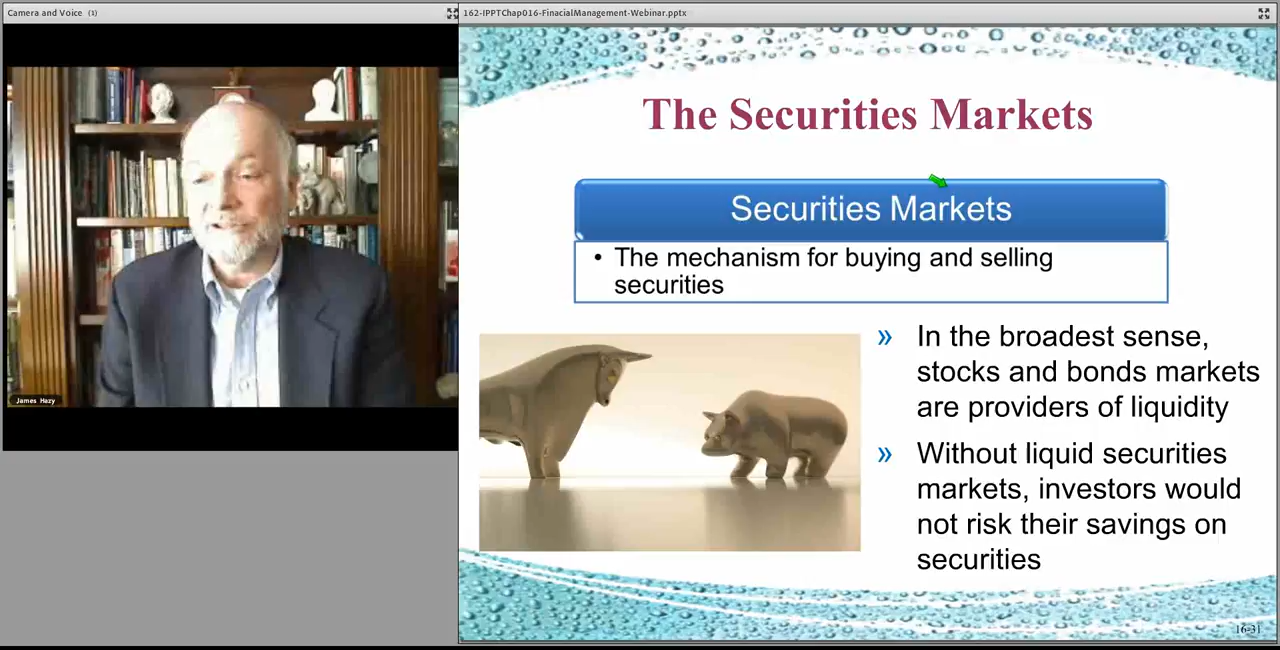 Camera and Voice (1)
162-IPPTChap016-FinacialManagement-Webinar.pptx
James Hazy
The Securities Markets
Securities Markets
• The mechanism for buying and selling
securities
» In the broadest sense,
stocks and bonds markets
are providers of liquidity
» Without liquid securities
markets, investors would
not risk their savings on
securities
16-31